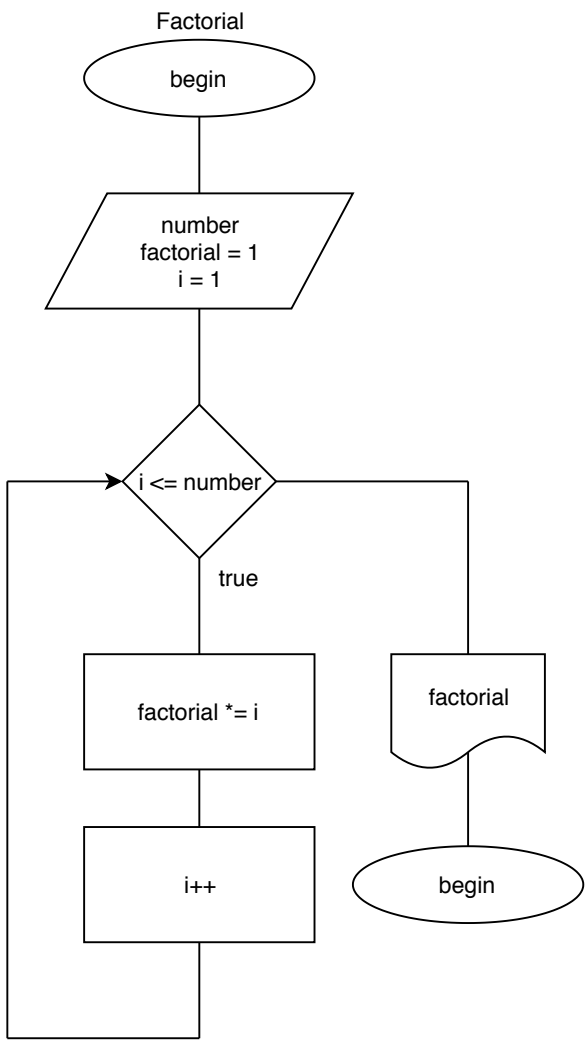 Factorial
begin
number
factorial = 1
i = 1
i <= number
true
factorial *= i
i++
factorial
begin